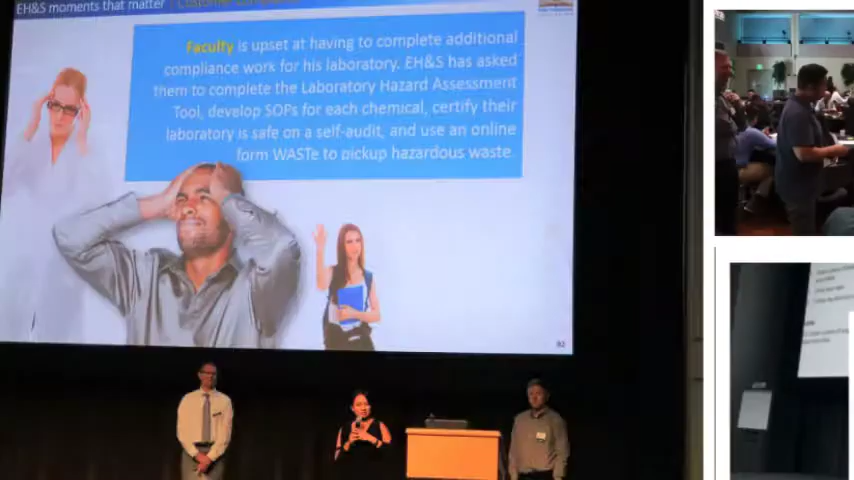 EH&S moments that matter
Customer
Faculty is upset at having to complete additional
compliance work for his laboratory. EH&S has asked
them to complete the Laboratory Hazard Assessment
Tool, develop SOPs for each chemical, certify their
laboratory is safe on a self-audit, and use an online
form WASTe to pickup hazardous waste.
82